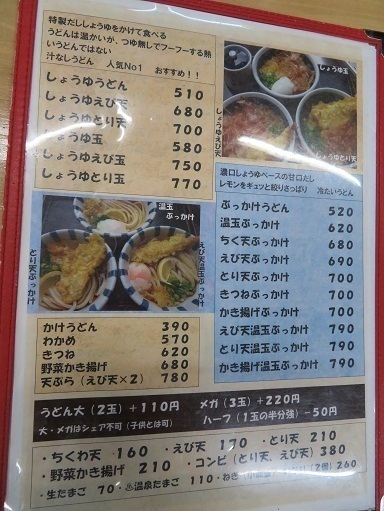 特製だししょうゆをかけて食べる
うどんは温かいが、つゆ無しでフーフーする熱
いうどんではない
汁なしうどん 人気No1 おすすめ！！
しょうゆうどん 510
しょうゆえび天 680
しょうゆとり天 700
しょうゆ玉 580
しょうゆえび玉 750
しょうゆとり玉 770
しょうゆ玉
しょうゆえび天
しょうゆとり天
濃口しょうゆベースの甘口だし
レモンをギュッと絞りさっぱり 冷たいうどん
ぶっかけうどん 520
温玉ぶっかけ 620
ちく天ぶっかけ 680
えび天ぶっかけ 690
とり天ぶっかけ 700
きつねぶっかけ 700
かき揚げぶっかけ 700
えび天温玉ぶっかけ 790
とり天温玉ぶっかけ 790
かき揚げ温玉ぶっかけ 790
温玉
ぶっかけ
とり天ぶっかけ
えび天温玉ぶっかけ
かけうどん 390
わかめ 570
きつね 620
野菜かき揚げ 680
天ぷら（えび天×2） 780
うどん大（2玉）+110円 メガ（3玉）+220円
大・メガはシェア不可（子供とは可） ハーフ（1玉の半分強）-50円
・ちくわ天 160 ・えび天 170 ・とり天 210
・野菜かき揚げ 210 ・コンビ（とり天、えび天）380
・生たまご 70 ・♨温泉たまご 110 ・ねぎ（小
（2個）260